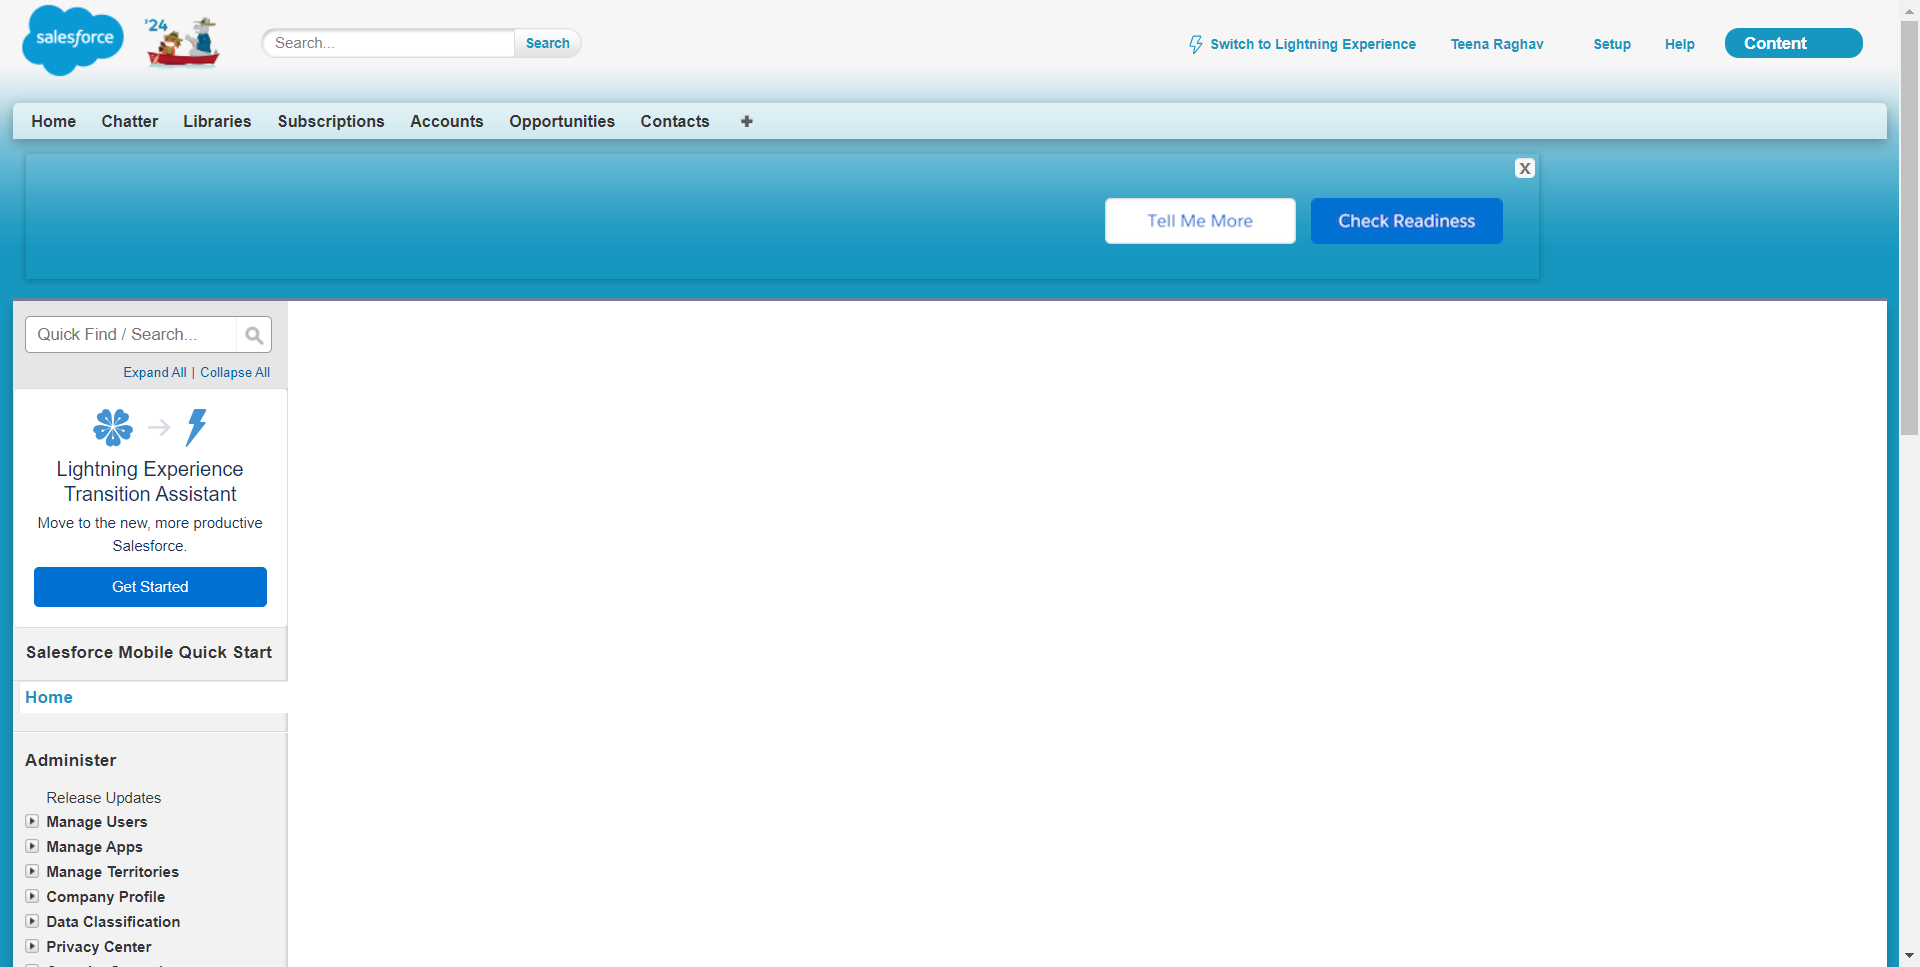 salesforce
'24
Search...
Search
Switch to Lightning Experience
Teena Raghav
Setup
Help
Content
Home
Chatter
Libraries
Subscriptions
Accounts
Opportunities
Contacts
X
Tell Me More
Check Readiness
Quick Find / Search...
Expand All | Collapse All
Lightning Experience
Transition Assistant
Move to the new, more productive
Salesforce.
Get Started
Salesforce Mobile Quick Start
Home
Administer
Release Updates
Manage Users
Manage Apps
Manage Territories
Company Profile
Data Classification
Privacy Center